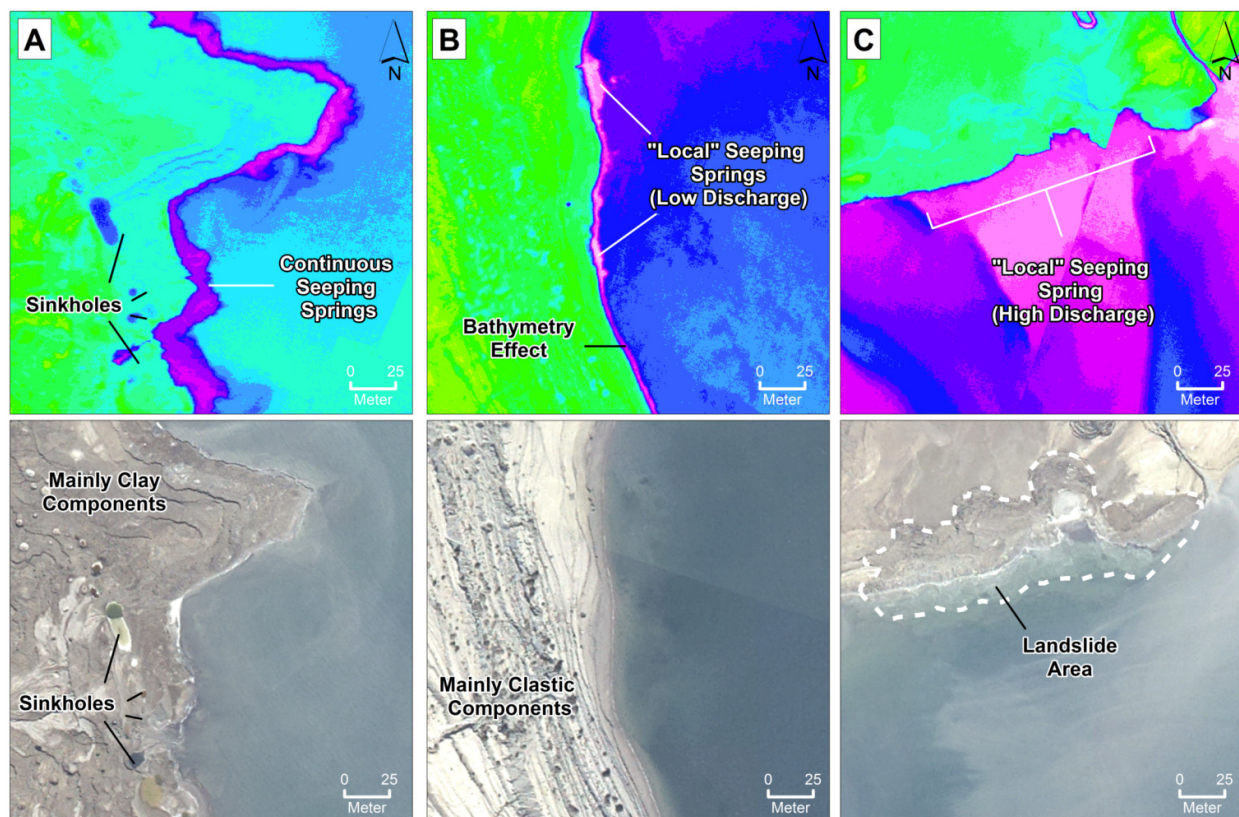 A
N
Sinkholes
Continuous
Seeping
Springs
0 25
Meter
B
N
"Local" Seeping
Springs
(Low Discharge)
Bathymetry
Effect
0 25
Meter
C
N
"Local" Seeping
Spring
(High Discharge)
0 25
Meter
Mainly Clay
Components
Sinkholes
0 25
Meter
Mainly Clastic
Components
0 25
Meter
Landslide
Area
0 25
Meter